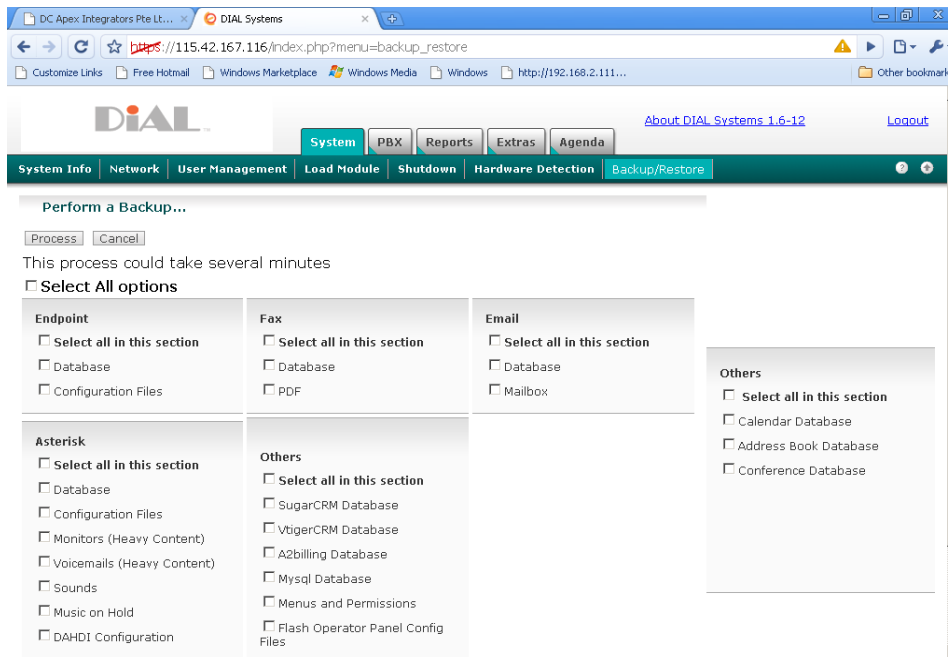 DC Apex Integrators Pte Lt...
DIAL Systems
https://115.42.167.116/index.php?menu=backup_restore
Customize Links
Free Hotmail
Windows Marketplace
Windows Media
Windows
http://192.168.2.111...
Other bookmark
DiAL
About DIAL Systems 1.6-12
Logout
System
PBX
Reports
Extras
Agenda
System Info
Network
User Management
Load Module
Shutdown
Hardware Detection
Backup/Restore
Perform a Backup...
Process
Cancel
This process could take several minutes
Select All options
Endpoint
Select all in this section
Database
Configuration Files
Fax
Select all in this section
Database
PDF
Email
Select all in this section
Database
Mailbox
Others
Select all in this section
Calendar Database
Address Book Database
Conference Database
Asterisk
Select all in this section
Database
Configuration Files
Monitors (Heavy Content)
Voicemails (Heavy Content)
Sounds
Music on Hold
DAHDI Configuration
Others
Select all in this section
SugarCRM Database
VtigerCRM Database
A2billing Database
Mysql Database
Menus and Permissions
Flash Operator Panel Config
Files